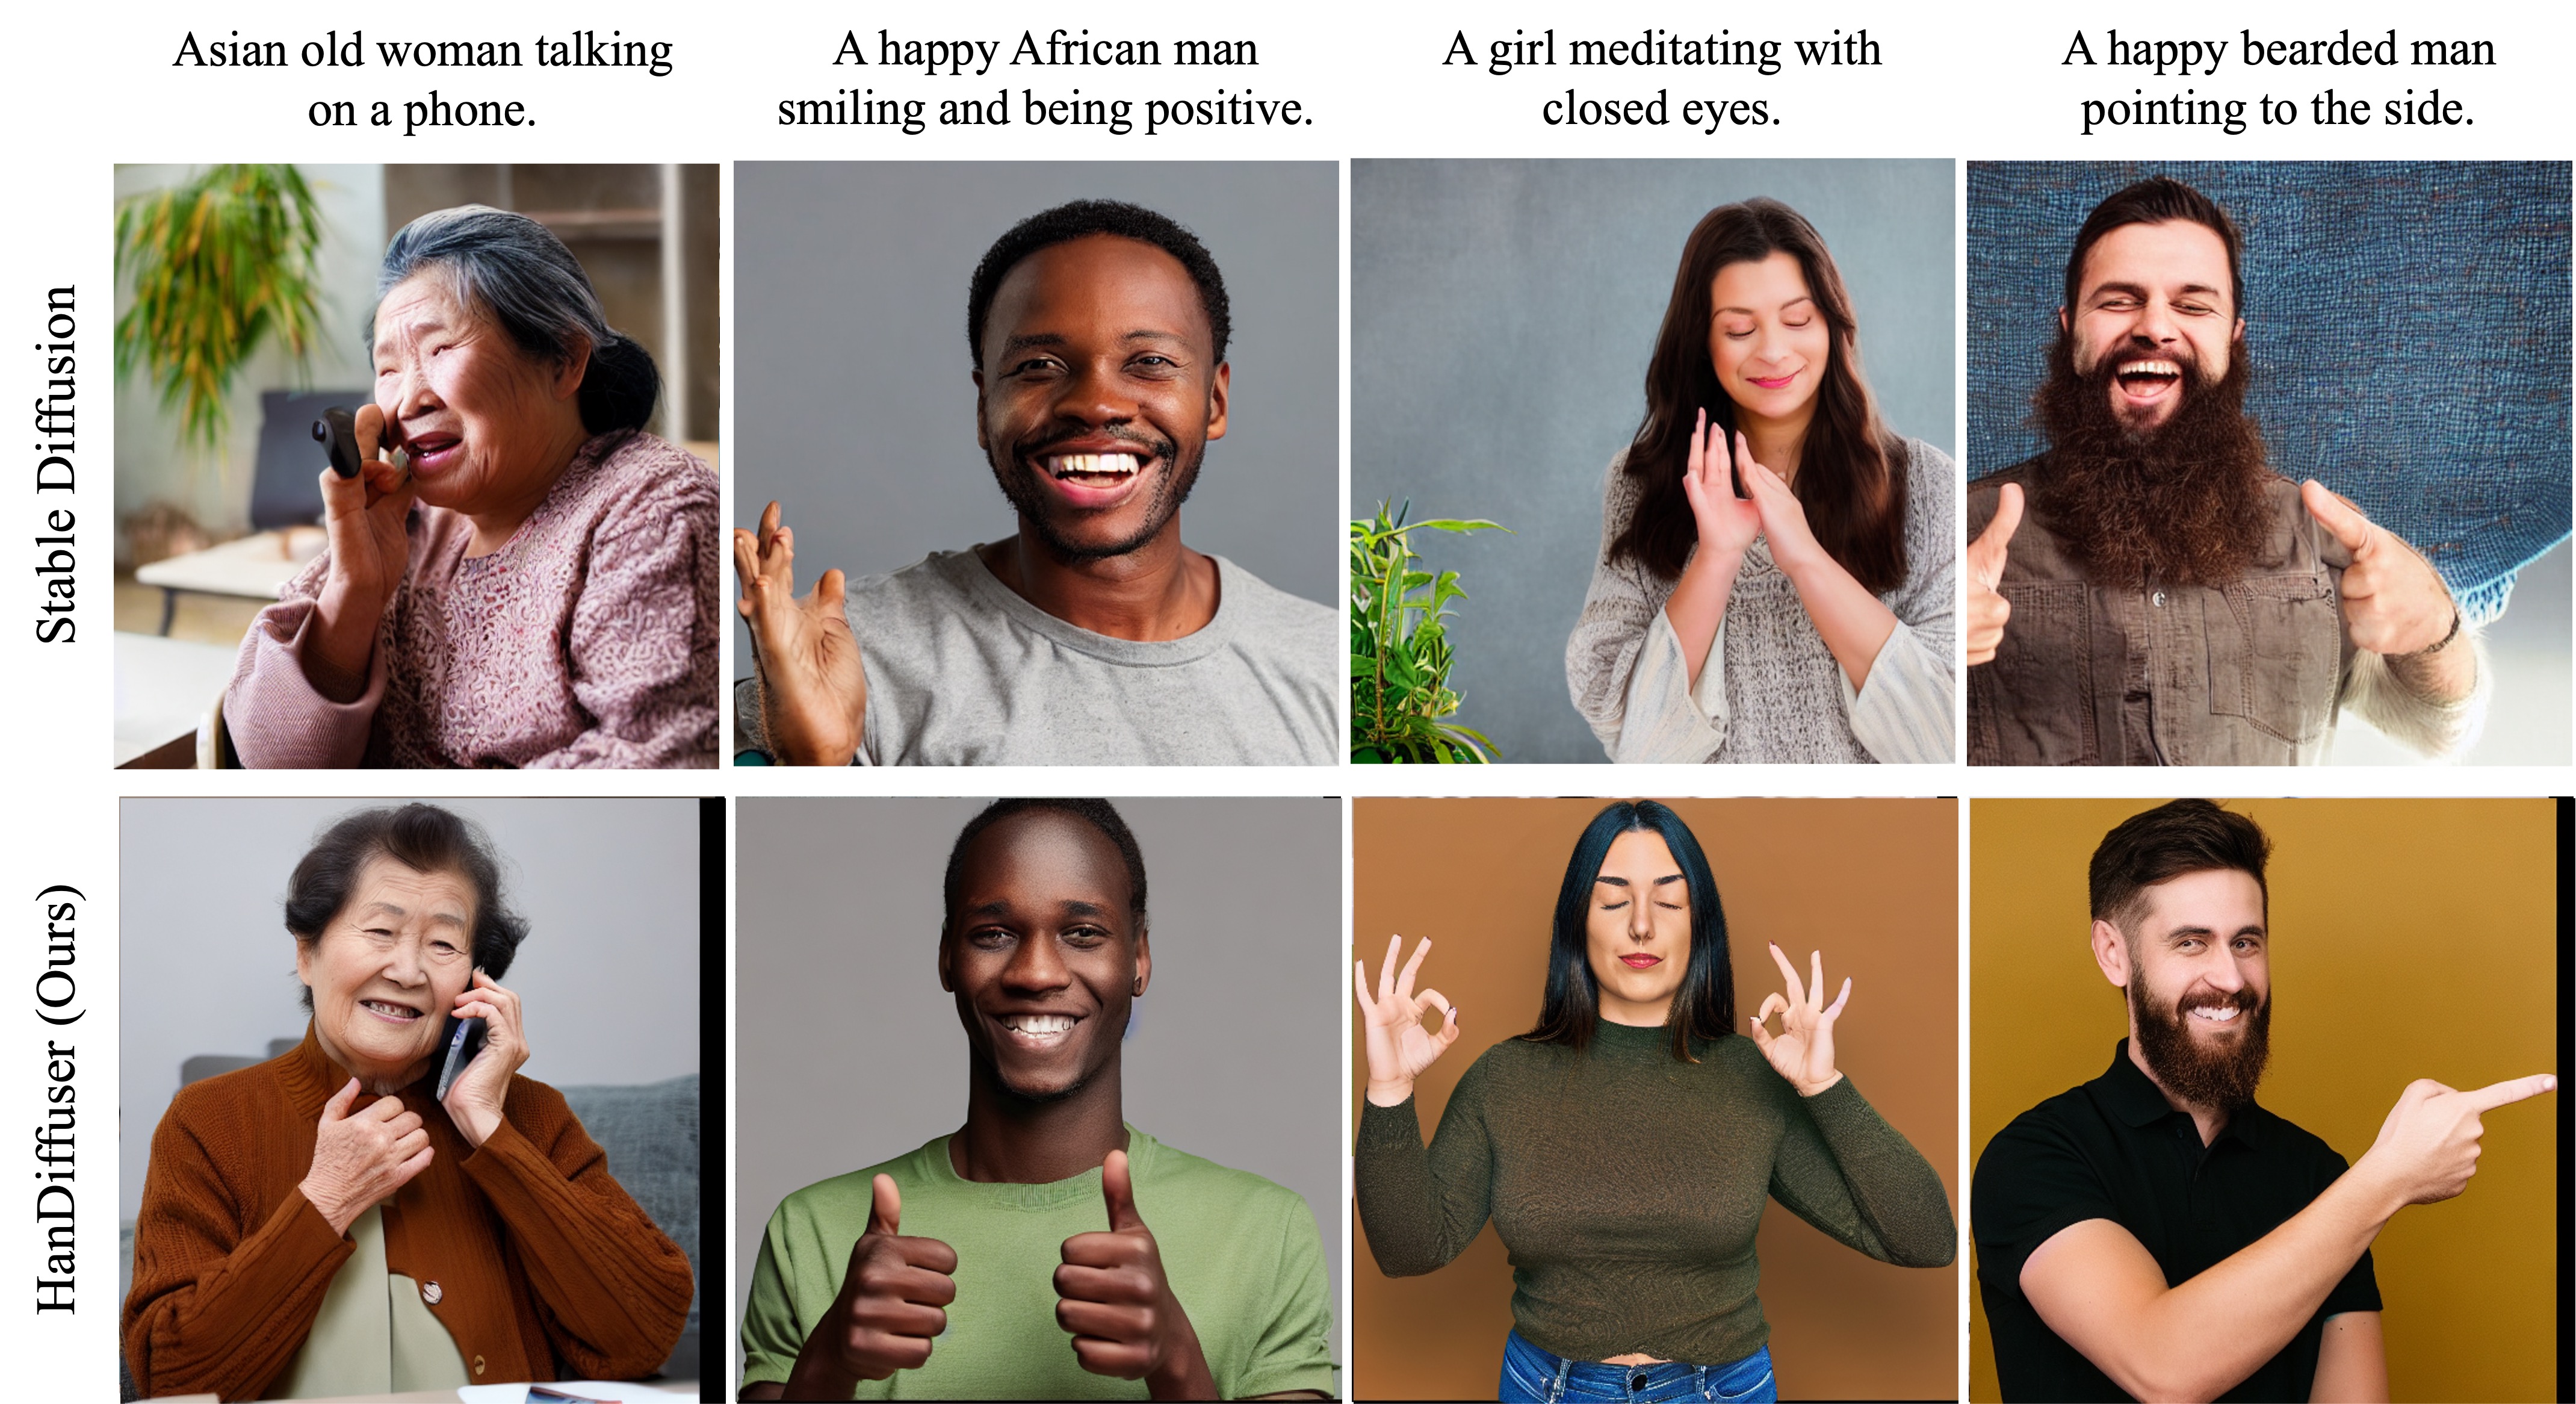 Asian old woman talking
on a phone.
A happy African man
smiling and being positive.
A girl meditating with
closed eyes.
A happy bearded man
pointing to the side.
Stable Diffusion
HanDiffuser (Ours)